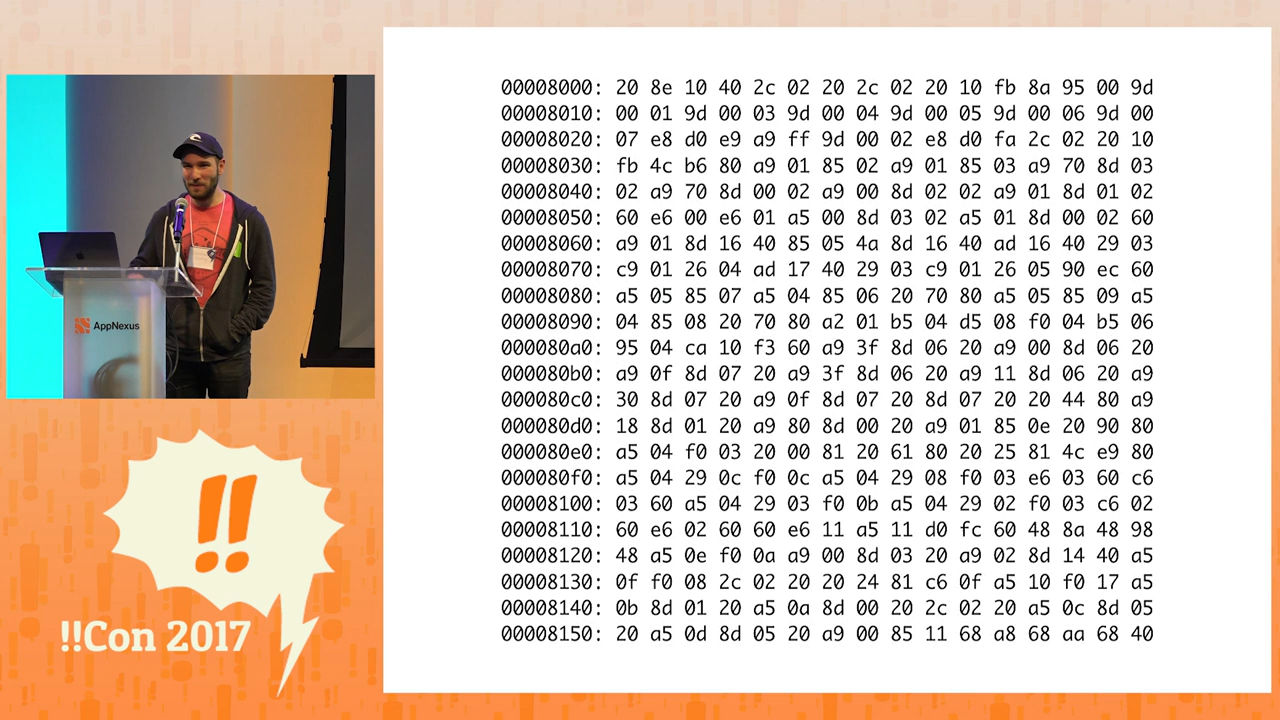 AppNexus
!!
!!Con 2017
00008000: 20 8e 10 40 2c 02 20 2c 02 20 10 fb 8a 95 00 9d
00008010: 00 01 9d 00 03 9d 00 04 9d 00 05 9d 00 06 9d 00
00008020: 07 e8 d0 e9 a9 ff 9d 00 02 e8 d0 fa 2c 02 20 10
00008030: fb 4c b6 80 a9 01 85 02 a9 01 85 03 a9 70 8d 03
00008040: 02 a9 70 8d 00 02 a9 00 8d 02 02 a9 01 8d 01 02
00008050: 60 e6 00 e6 01 a5 00 8d 03 02 a5 01 8d 00 02 60
00008060: a9 01 8d 16 40 85 05 4a 8d 16 40 ad 16 40 29 03
00008070: c9 01 26 04 ad 17 40 29 03 c9 01 26 05 90 ec 60
00008080: a5 05 85 07 a5 04 85 06 20 70 80 a5 05 85 09 a5
00008090: 04 85 08 20 70 80 a2 01 b5 04 d5 08 f0 04 b5 06
000080a0: 95 04 ca 10 f3 60 a9 3f 8d 06 20 a9 00 8d 06 20
000080b0: a9 0f 8d 07 20 a9 3f 8d 06 20 a9 11 8d 06 20 a9
000080c0: 30 8d 07 20 a9 0f 8d 07 20 8d 07 20 20 44 80 a9
000080d0: 18 8d 01 20 a9 80 8d 00 20 a9 01 85 0e 20 90 80
000080e0: a5 04 f0 03 20 00 81 20 61 80 20 25 81 4c e9 80
000080f0: a5 04 29 0c f0 0c a5 04 29 08 f0 03 e6 03 60 c6
00008100: 03 60 a5 04 29 03 f0 0b a5 04 29 02 f0 03 c6 02
00008110: 60 e6 02 60 60 e6 11 a5 11 d0 fc 60 48 8a 48 98
00008120: 48 a5 0e f0 0a a9 00 8d 03 20 a9 02 8d 14 40 a5
00008130: 0f f0 08 2c 02 20 20 24 81 c6 0f a5 10 f0 17 a5
00008140: 0b 8d 01 20 a5 0a 8d 00 20 2c 02 20 a5 0c 8d 05
00008150: 20 a5 0d 8d 05 20 a9 00 85 11 68 a8 68 aa 68 40